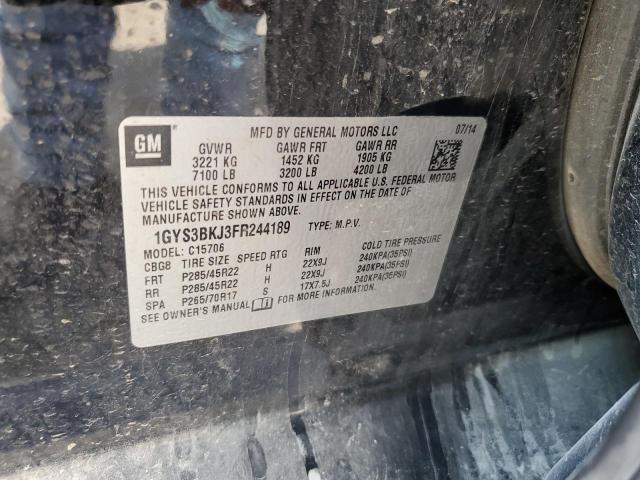 GM
MFD BY GENERAL MOTORS LLC 07/14
GVWR GAWR FRT GAWR RR
3221 KG 1452 KG 1905 KG
7100 LB 3200 LB 4200 LB
THIS VEHICLE CONFORMS TO ALL APPLICABLE U.S. FEDERAL MOTOR
VEHICLE SAFETY STANDARDS IN EFFECT ON THE DATE OF
MANUFACTURE SHOWN ABOVE.
1GYS3BKJ3FR244189 TYPE: M.P.V.
MODEL: C15706
CBG8 TIRE SIZE SPEED RTG RIM COLD TIRE PRESSURE
FRT P285/45R22 H 22X9J 240KPA(35PSI)
RR P285/45R22 H 22X9J 240KPA(35PSI)
SPA P265/70R17 S 17X7.5J 240KPA(35PSI)
SEE OWNER'S MANUAL FOR MORE INFORMATION.